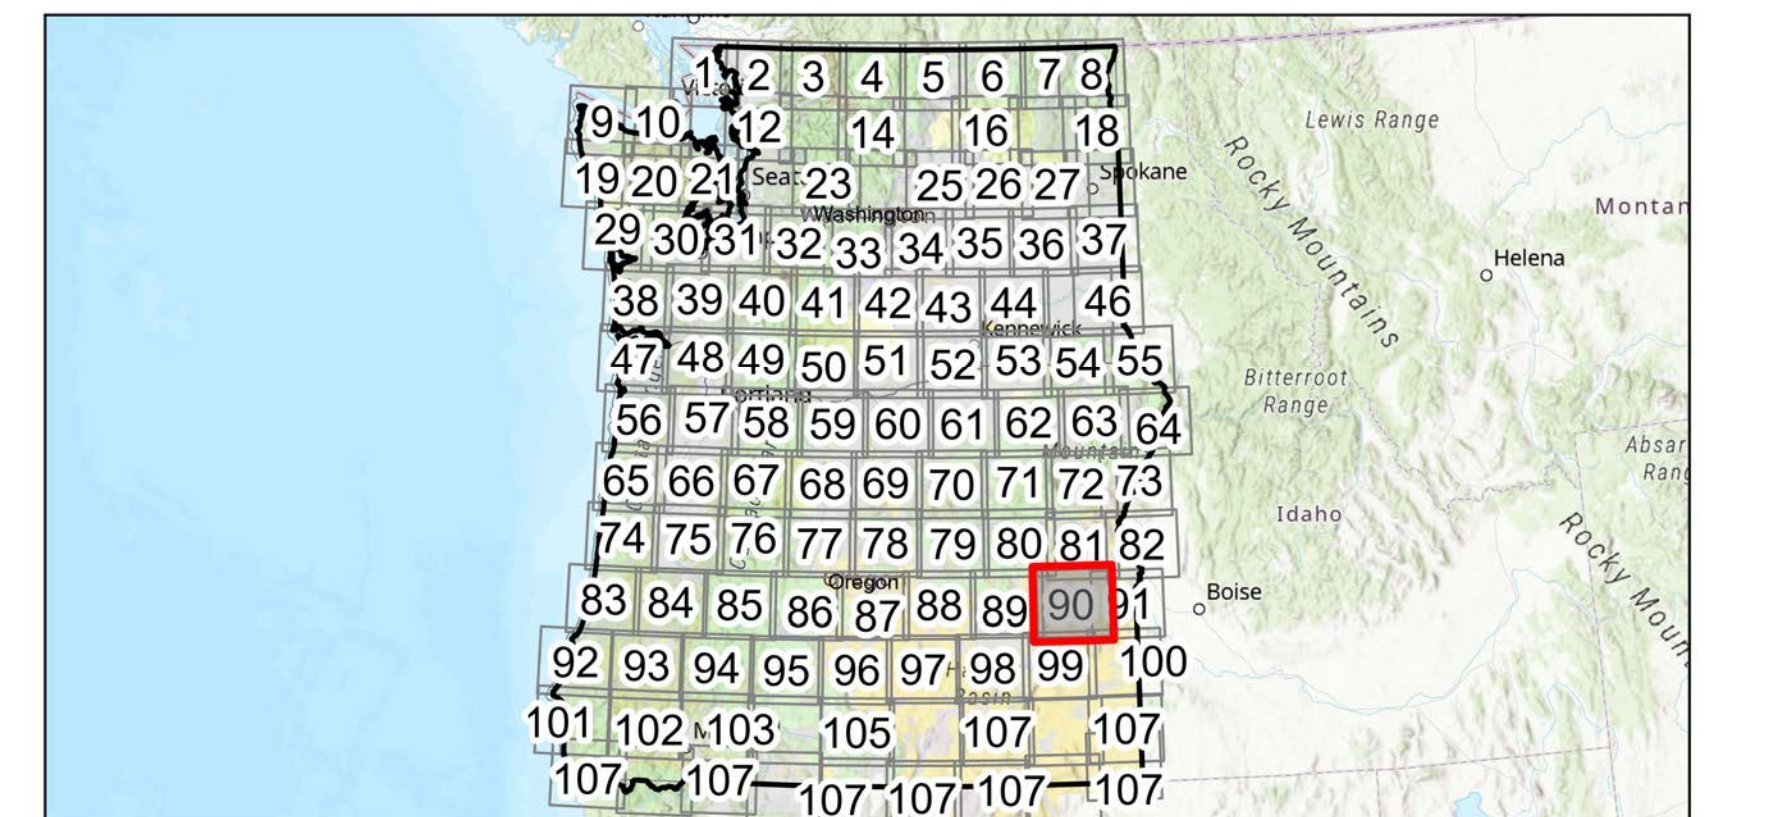 1 2 3 4 5 6 7 8
9 10 12 14 16 18
Lewis Range
19 20 21 23 25 26 27
Spokane
Rocky Mountains
Montan
Washington
29 30 31 32 33 34 35 36 37
Helena
38 39 40 41 42 43 44 46
Kennewick
47 48 49 50 51 52 53 54 55
Bitterroot
Range
Portland
56 57 58 59 60 61 62 63 64
Mountain
Absar
Rang
65 66 67 68 69 70 71 72 73
Idaho
74 75 76 77 78 79 80 81 82
Rocky Moun
Oregon
Boise
83 84 85 86 87 88 89 90 91
92 93 94 95 96 97 98 99 100
Basin
101 102 103 105 107 107
107 107 107 107 107 107